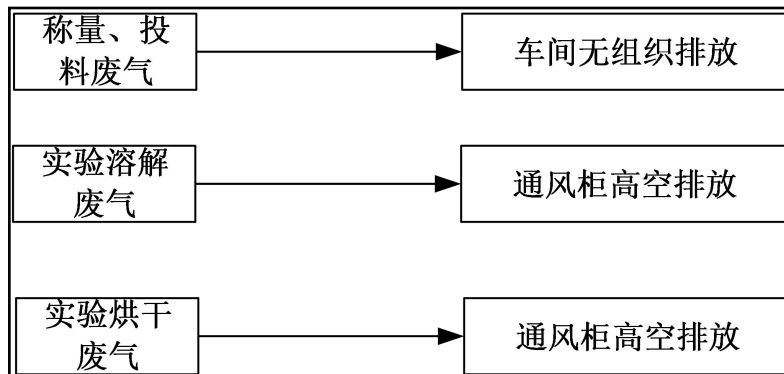 称量、投
料废气
车间无组织排放
实验溶解
废气
通风柜高空排放
实验烘干
废气
通风柜高空排放